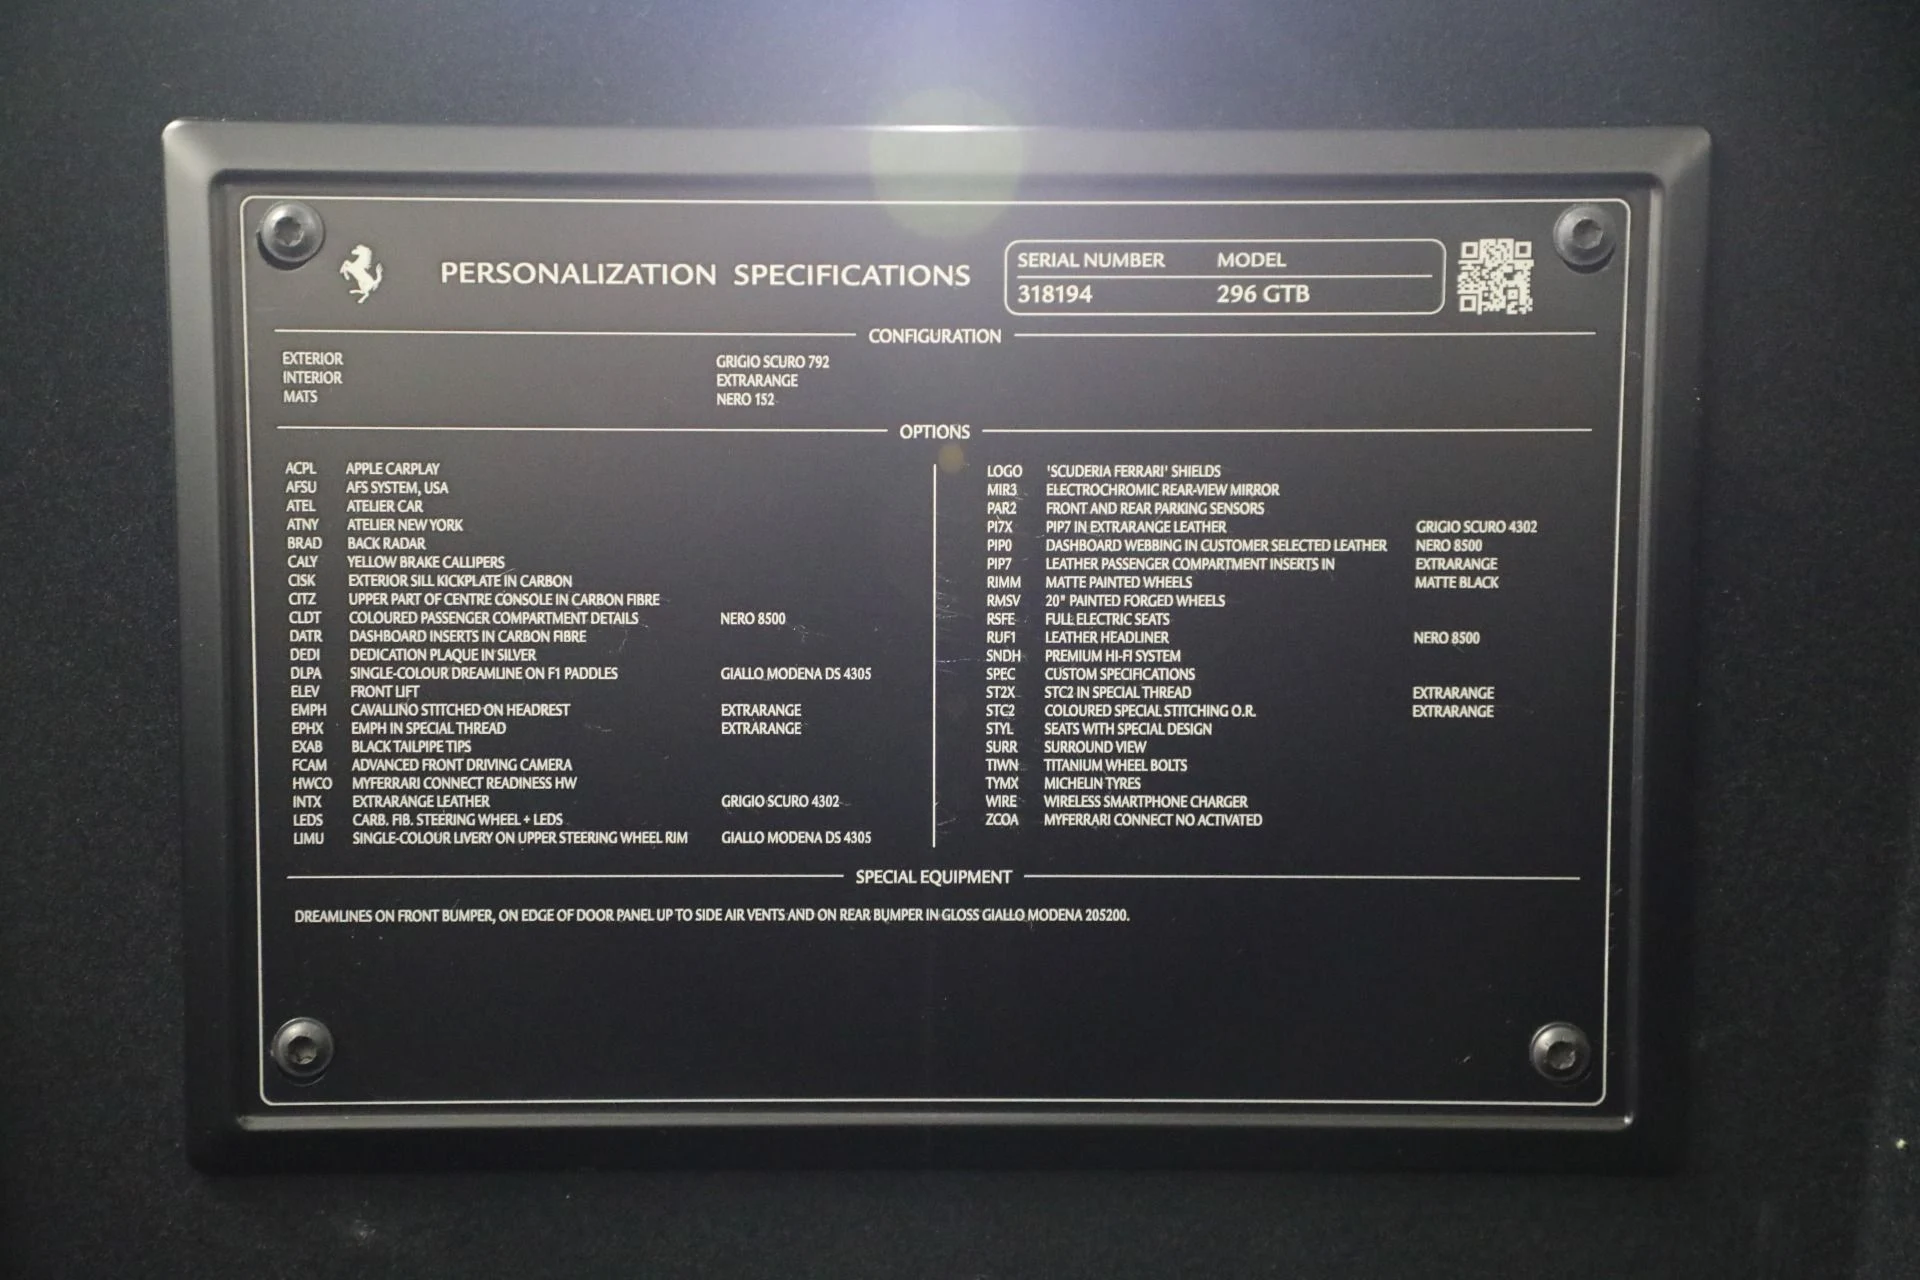 PERSONALIZATION SPECIFICATIONS
SERIAL NUMBER MODEL
318194 296 GTB
CONFIGURATION
EXTERIOR GRIGIO SCURO 792
INTERIOR EXTRARANGE
MATS NERO 152
OPTIONS
ACPL APPLE CARPLAY
AFSU AFS SYSTEM, USA
ATEL ATELIER CAR
ATNY ATELIER NEW YORK
BRAD BACK RADAR
CALY YELLOW BRAKE CALLIPERS
CISK EXTERIOR SILL KICKPLATE IN CARBON
CITZ UPPER PART OF CENTRE CONSOLE IN CARBON FIBRE
CLDT COLOURED PASSENGER COMPARTMENT DETAILS NERO 8500
DATR DASHBOARD INSERTS IN CARBON FIBRE
DEDI DEDICATION PLAQUE IN SILVER
DLPA SINGLE-COLOUR DREAMLINE ON F1 PADDLES GIALLO MODENA DS 4305
ELEV FRONT LIFT
EMPH CAVALLINO STITCHED ON HEADREST EXTRARANGE
EPHX EMPH IN SPECIAL THREAD EXTRARANGE
EXAB BLACK TAILPIPE TIPS
FCAM ADVANCED FRONT DRIVING CAMERA
HWCO MYFERRARI CONNECT READINESS HW
INTX EXTRARANGE LEATHER GRIGIO SCURO 4302
LEDS CARB. FIB. STEERING WHEEL + LEDS
LIMU SINGLE-COLOUR LIVERY ON UPPER STEERING WHEEL RIM GIALLO MODENA DS 4305
LOGO 'SCUDERIA FERRARI' SHIELDS
MIR3 ELECTROCHROMIC REAR-VIEW MIRROR
PAR2 FRONT AND REAR PARKING SENSORS
PI7X PIP7 IN EXTRARANGE LEATHER GRIGIO SCURO 4302
PIP0 DASHBOARD WEBBING IN CUSTOMER SELECTED LEATHER NERO 8500
PIP7 LEATHER PASSENGER COMPARTMENT INSERTS IN EXTRARANGE
RIMM MATTE PAINTED WHEELS MATTE BLACK
RMSV 20" PAINTED FORGED WHEELS
RSFE FULL ELECTRIC SEATS
RUF1 LEATHER HEADLINER NERO 8500
SNDH PREMIUM HI-FI SYSTEM
SPEC CUSTOM SPECIFICATIONS
ST2X STC2 IN SPECIAL THREAD EXTRARANGE
STC2 COLOURED SPECIAL STITCHING O.R. EXTRARANGE
STYL SEATS WITH SPECIAL DESIGN
SURR SURROUND VIEW
TIWN TITANIUM WHEEL BOLTS
TYMX MICHELIN TYRES
WIRE WIRELESS SMARTPHONE CHARGER
ZCOA MYFERRARI CONNECT NO ACTIVATED
SPECIAL EQUIPMENT
DREAMLINES ON FRONT BUMPER, ON EDGE OF DOOR PANEL UP TO SIDE AIR VENTS AND ON REAR BUMPER IN GLOSS GIALLO MODENA 205200.